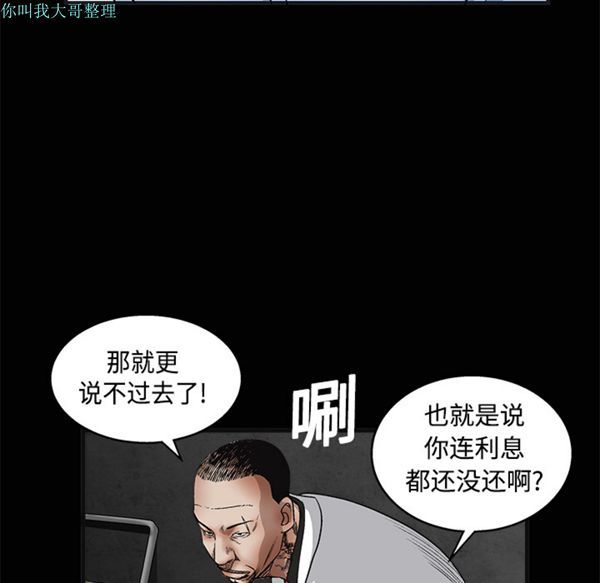 你叫我大哥整理
那就更
说不过去了!
唰
也就是说
你连利息
都还没还啊?